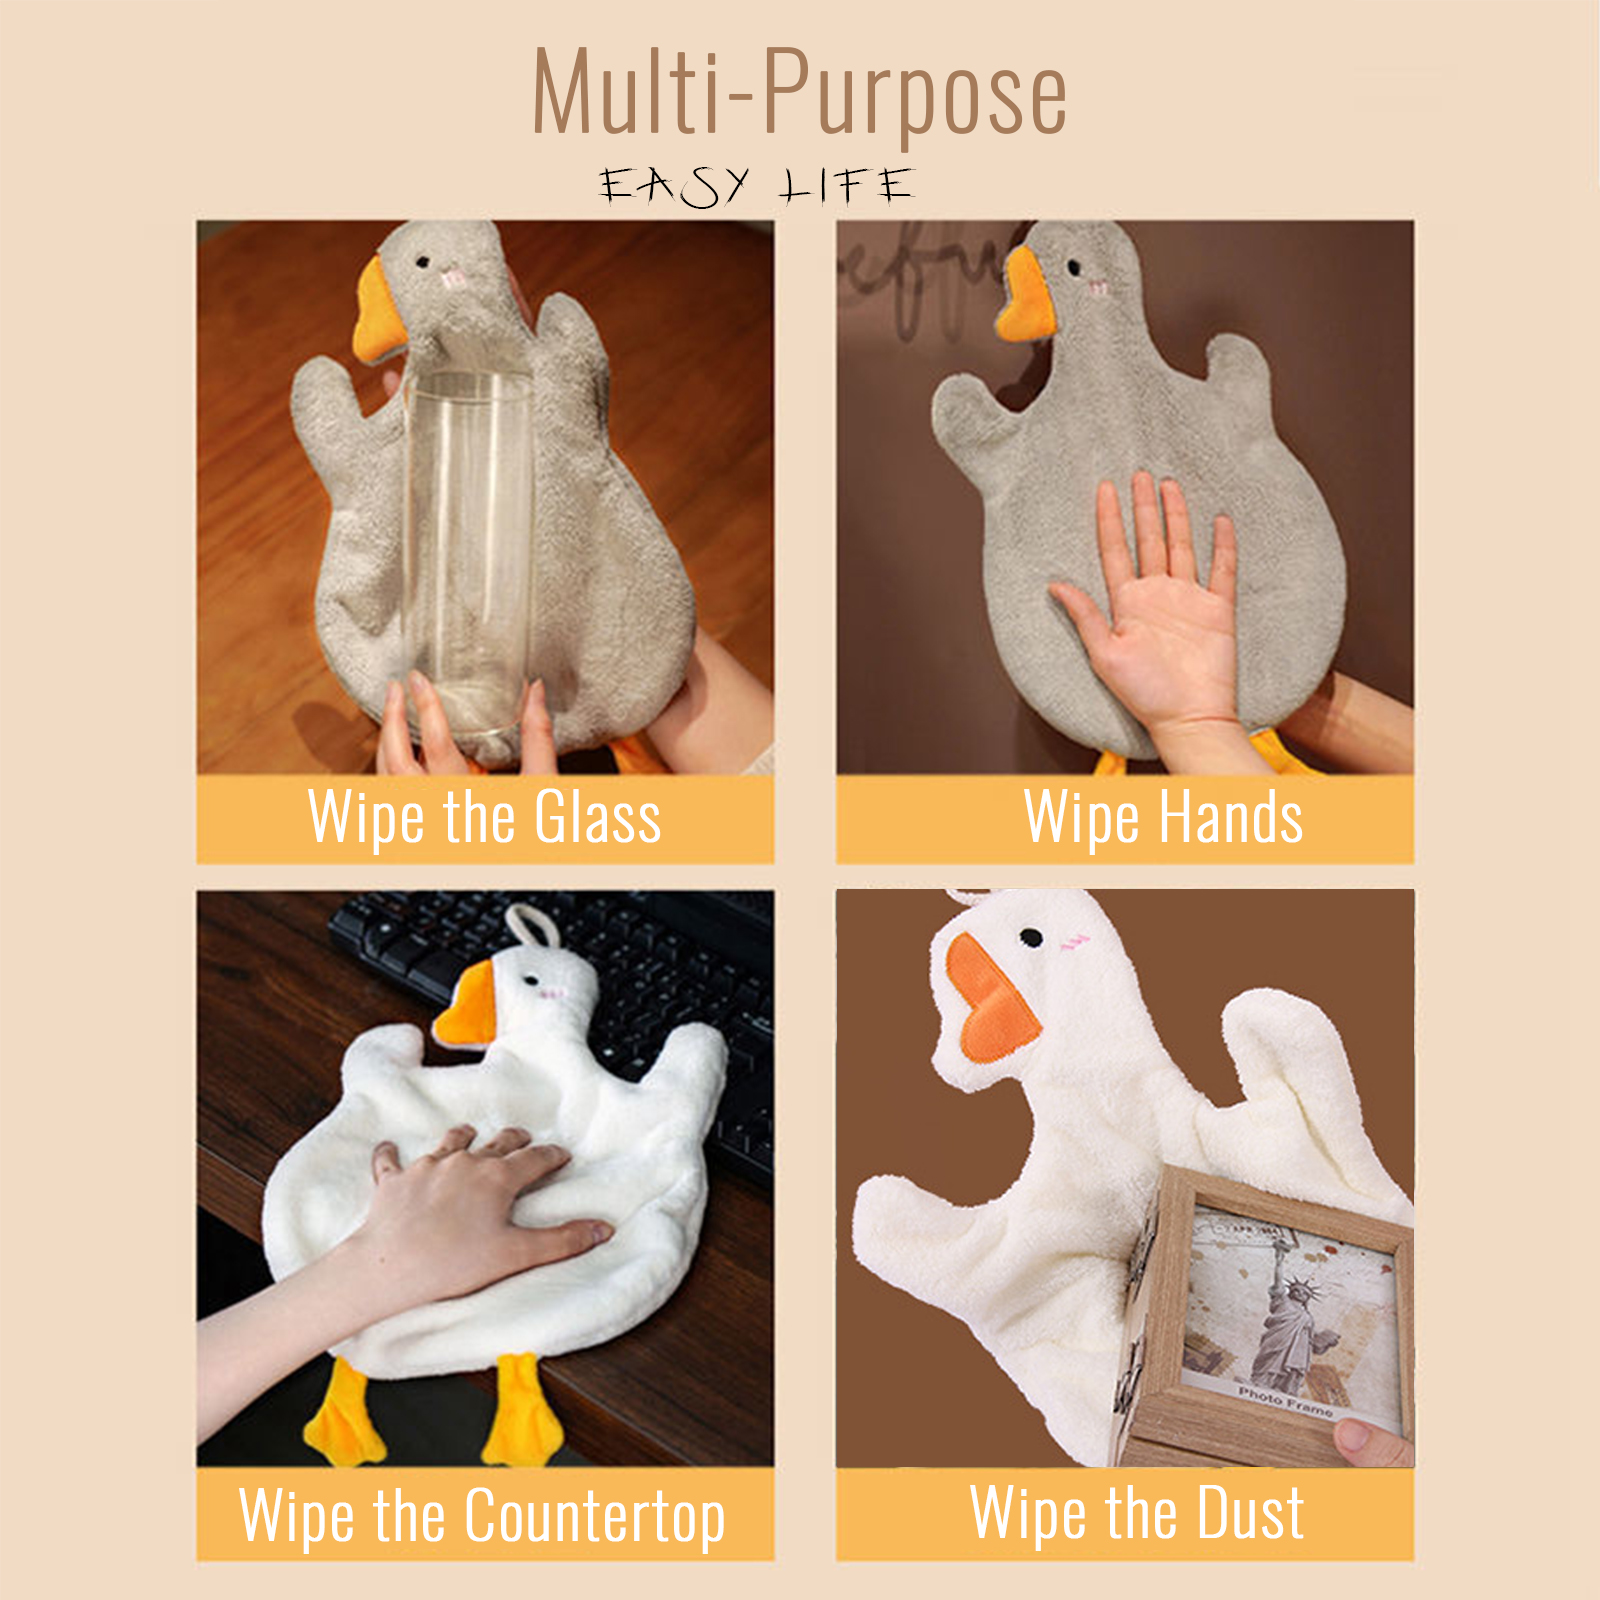 Multi-Purpose
EASY LIFE
Wipe the Glass
Wipe Hands
Wipe the Countertop
Wipe the Dust
Photo Frame